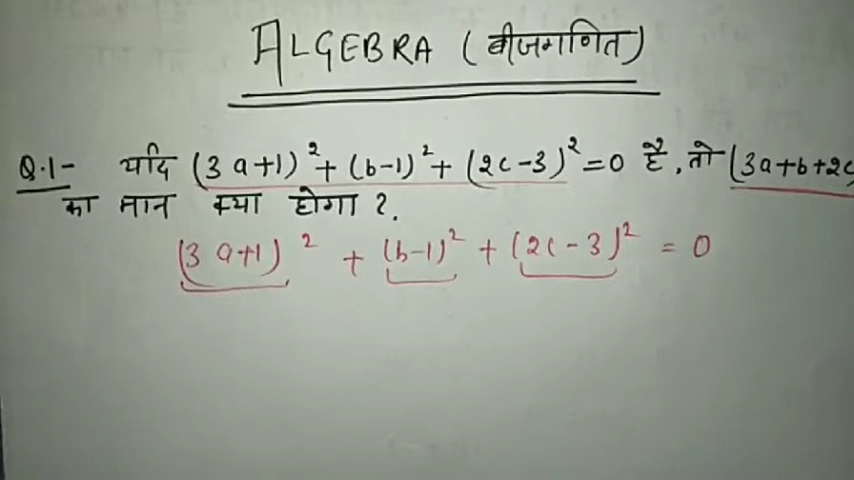 ALGEBRA (बीजगणित)
Q.1- यदि (3a+1)²+(b-1)²+(2c-3)²=0 है, तो (3a+b+2c
का मान क्या होगा ?.
(3a+1)² + (b-1)² + (2c-3)² = 0